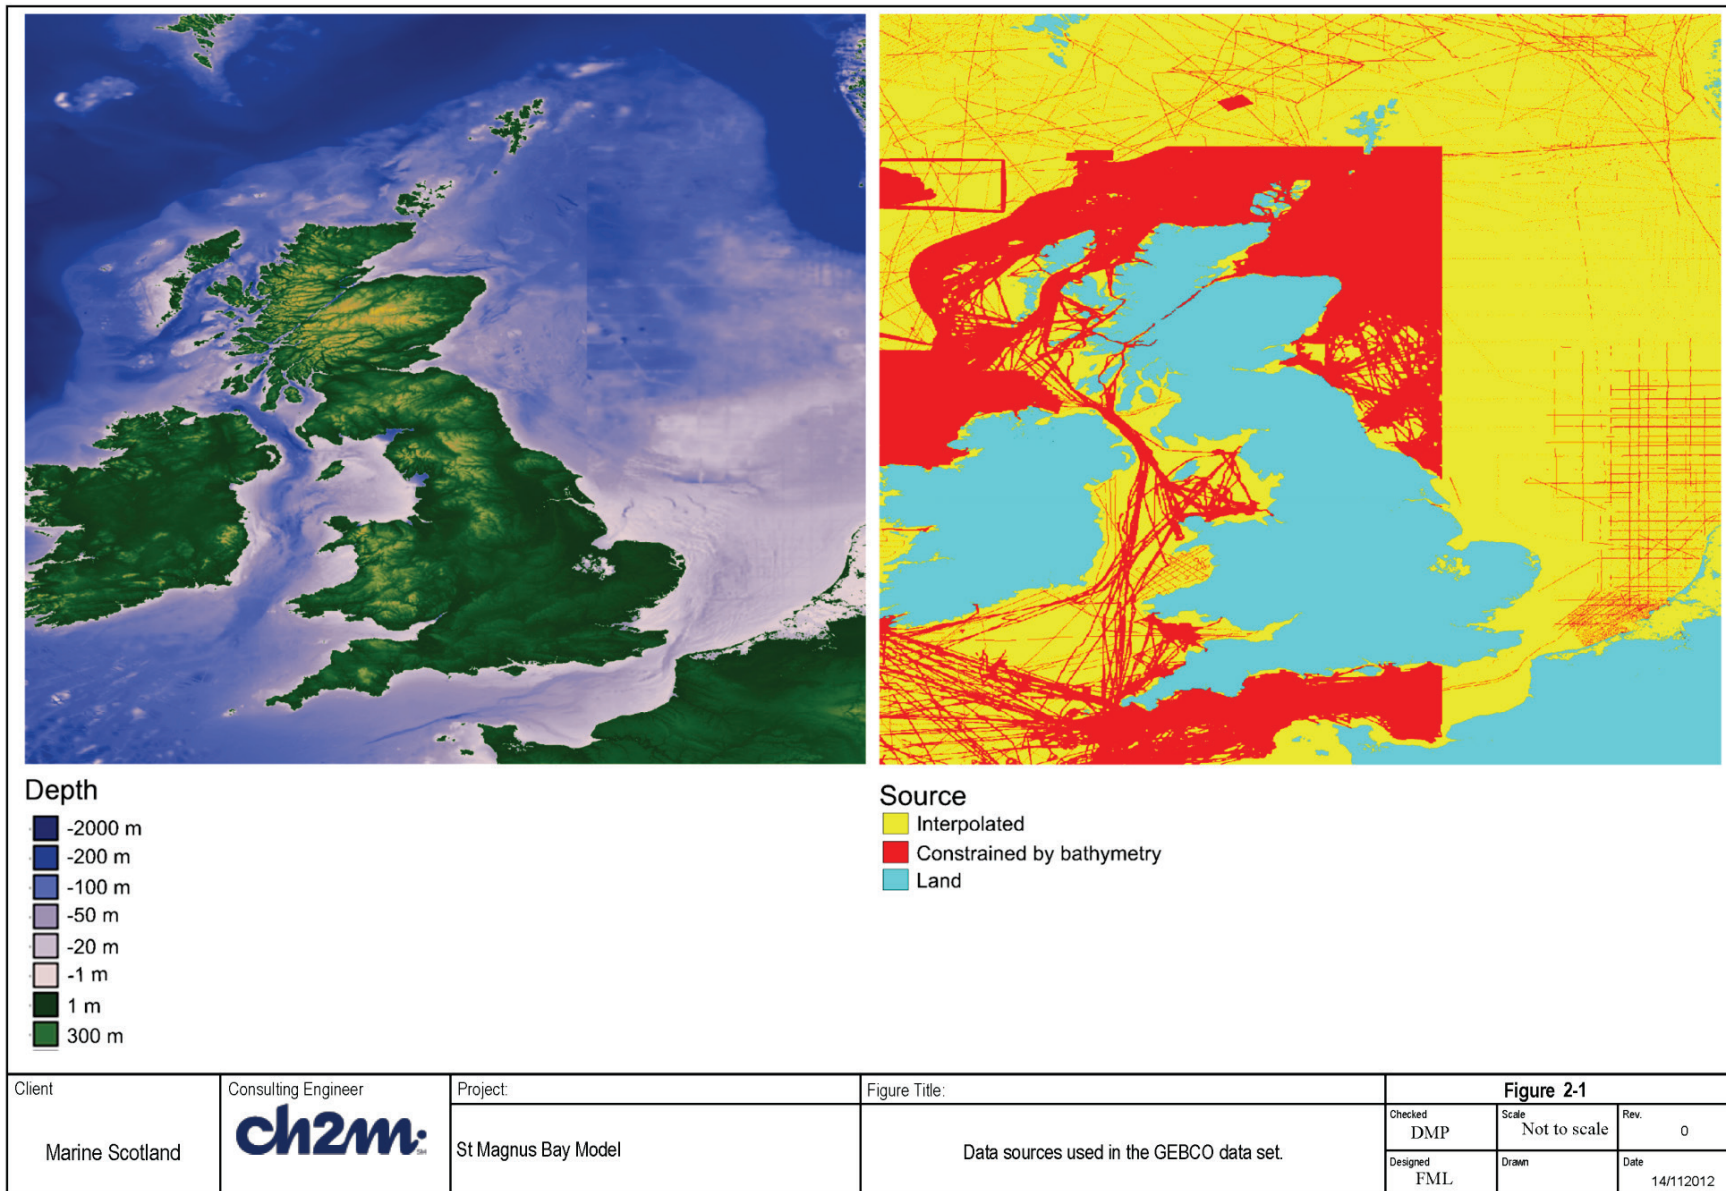 Depth
-2000 m
-200 m
-100 m
-50 m
-20 m
-1 m
1 m
300 m
Source
Interpolated
Constrained by bathymetry
Land
Client
Marine Scotland
Consulting Engineer
ch2m:
Project:
St Magnus Bay Model
Figure Title:
Data sources used in the GEBCO data set.
Figure 2-1
Checked
DMP
Scale
Not to scale
Rev.
0
Designed
FML
Drawn
Date
14/112012